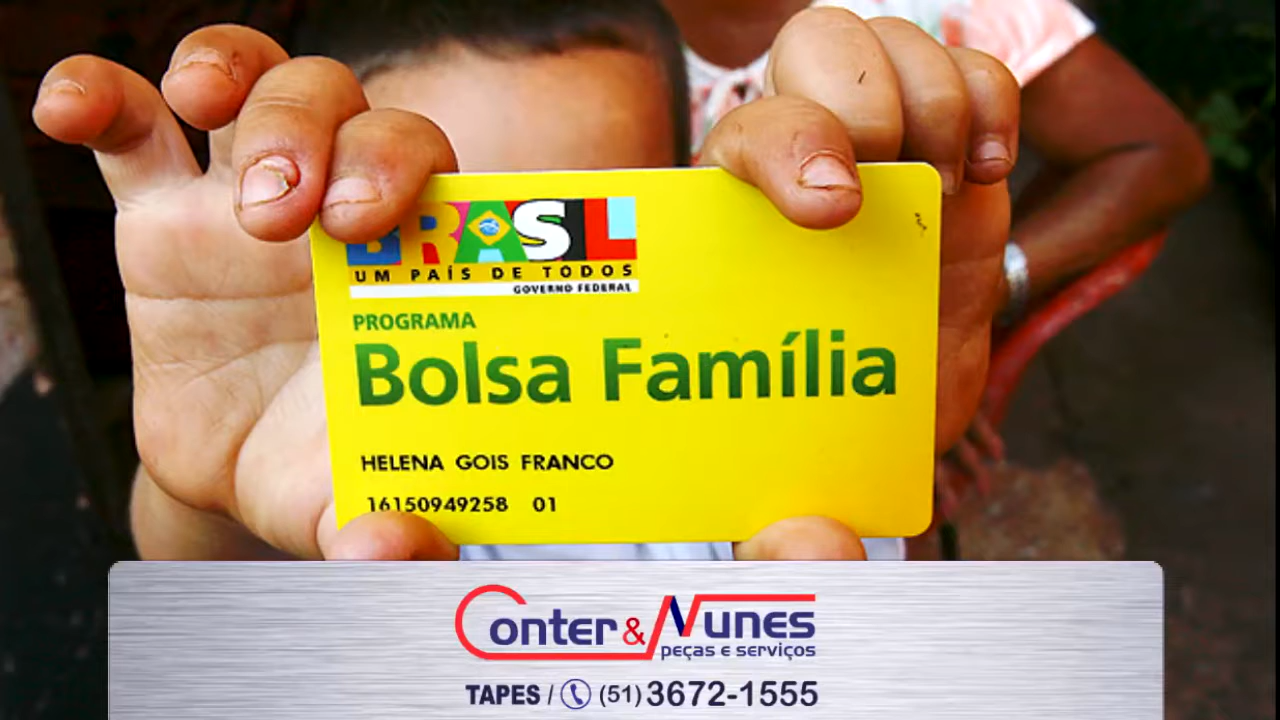 BRASIL
UM PAÍS DE TODOS
GOVERNO FEDERAL
PROGRAMA
Bolsa Família
HELENA GOIS FRANCO
16150949258 01
Conter & Nunes
peças e serviços
TAPES / (51) 3672-1555